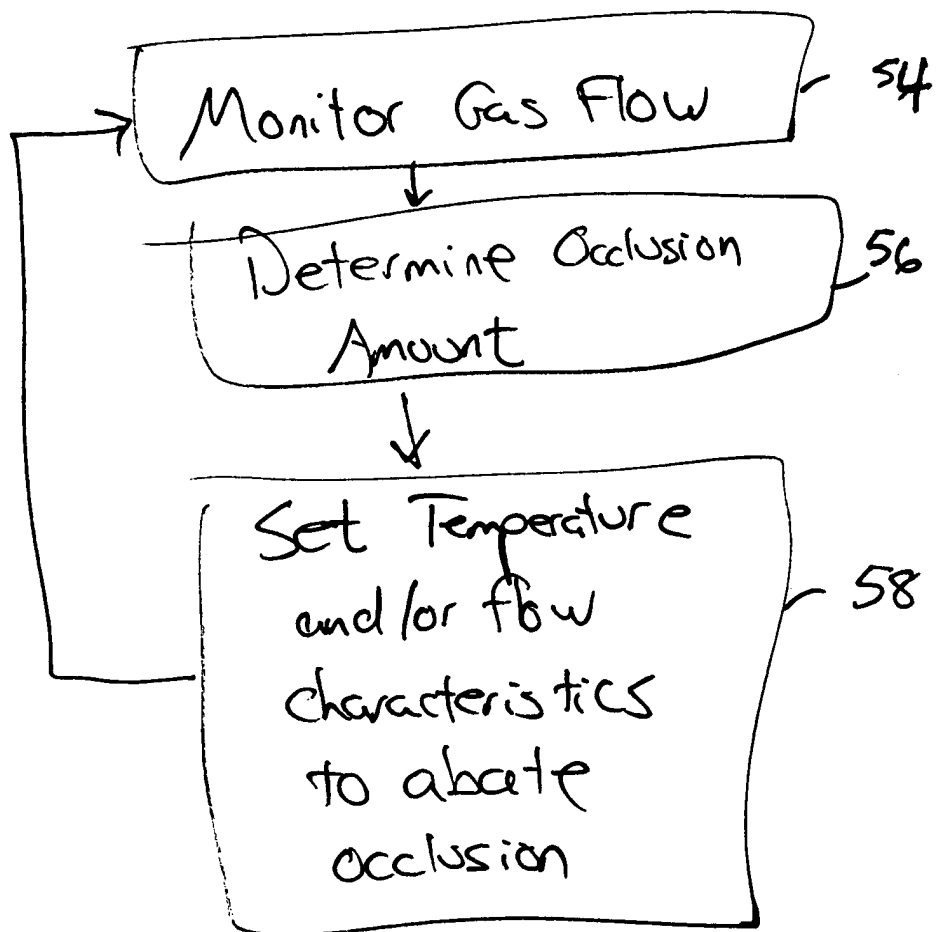 Monitor Gas Flow
54
Determine Occlusion
56
Amount
Set Temperature
and/or flow
58
characteristics
to abate
occlusion